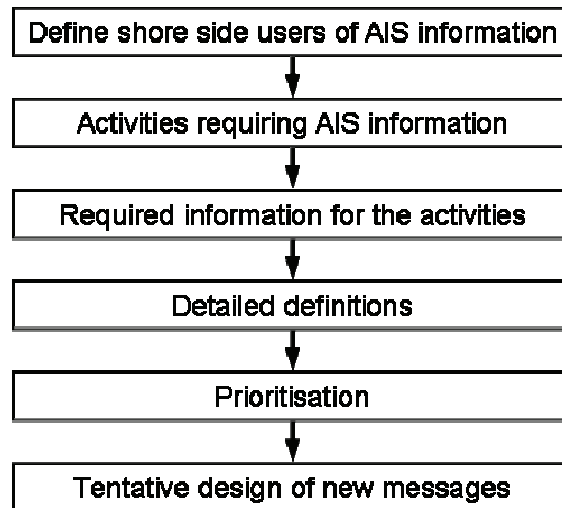 Define shore side users of AIS information
Activities requiring AIS information
Required information for the activities
Detailed definitions
Prioritisation
Tentative design of new messages